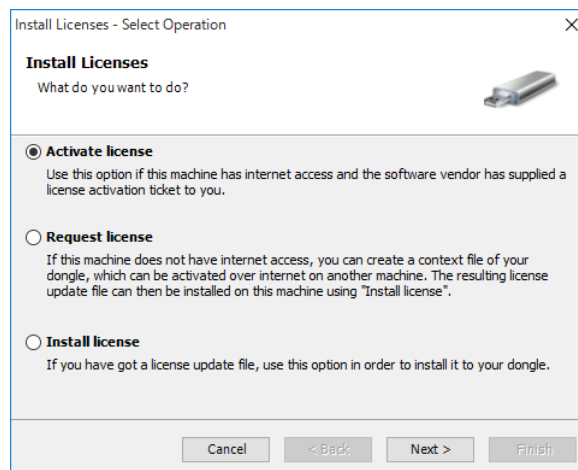 Install Licenses - Select Operation
Install Licenses
What do you want to do?
Activate license
Use this option if this machine has internet access and the software vendor has supplied a
license activation ticket to you.
Request license
If this machine does not have internet access, you can create a context file of your
dongle, which can be activated over internet on another machine. The resulting license
update file can then be installed on this machine using "Install license".
Install license
If you have got a license update file, use this option in order to install it to your dongle.
Cancel < Back Next > Finish